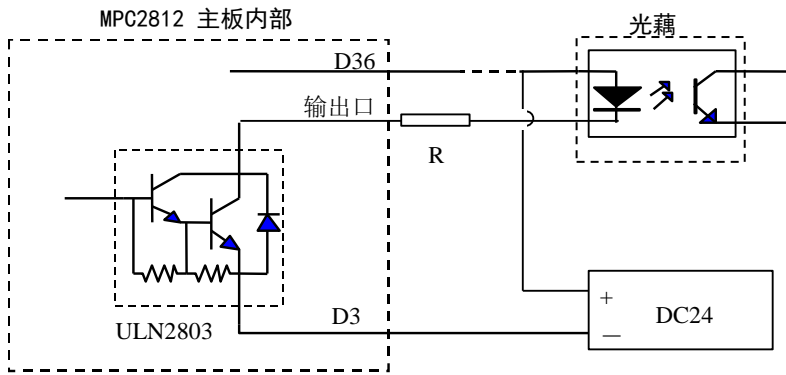 MPC2812 主板内部
光藕
D36
输出口
R
ULN2803
D3
+
DC24
—